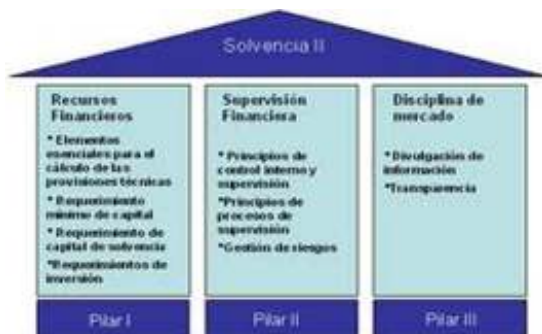 Solvencia II
Recursos
Financieros
* Elementos
esenciales para el
cálculo de las
provisiones técnicas
* Requerimiento
mínimo de capital
* Requerimiento de
capital de solvencia
*Requerimientos de
inversión
Pilar I
Supervisión
Financiera
* Principios de
control interno y
supervisión
*Principios de
procesos de
supervisión
*Gestión de riesgos
Pilar II
Disciplina de
mercado
*Divulgación de
información
*Transparencia
Pilar III